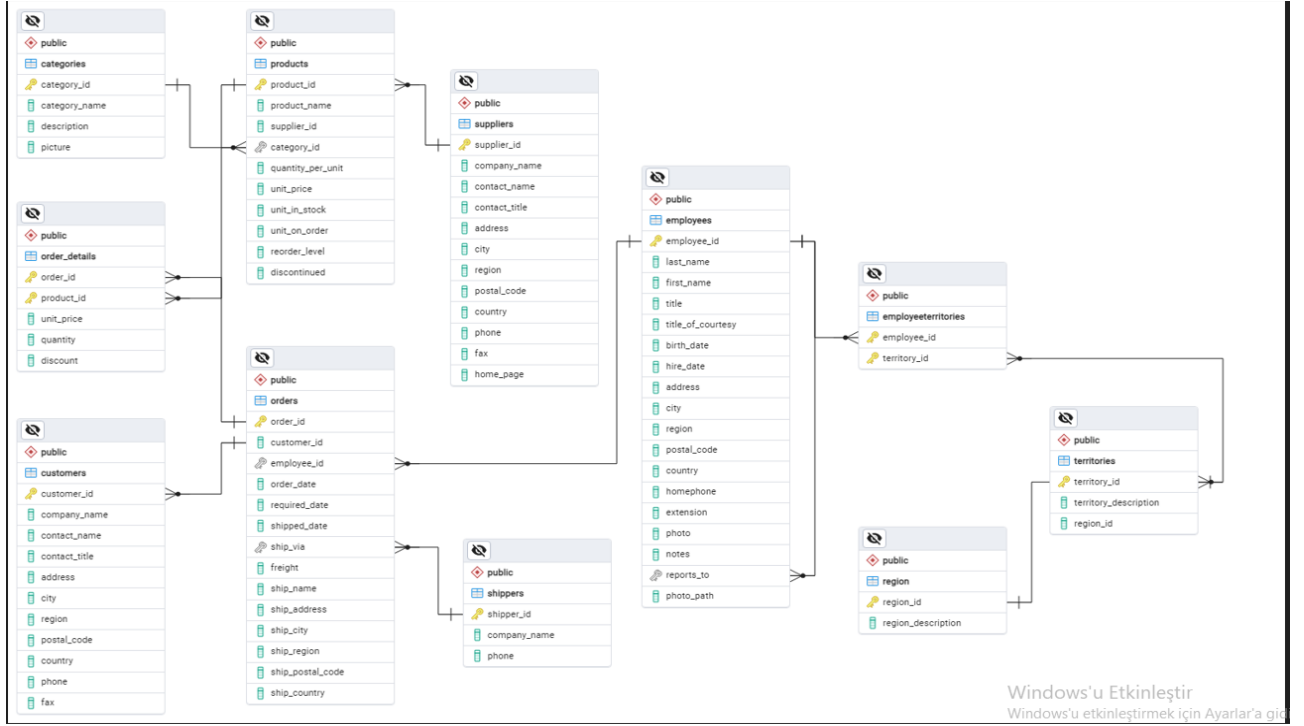 public
categories
category_id
category_name
description
picture
public
products
product_id
product_name
supplier_id
category_id
quantity_per_unit
unit_price
unit_in_stock
unit_on_order
reorder_level
discontinued
public
suppliers
supplier_id
company_name
contact_name
contact_title
address
city
region
postal_code
country
phone
fax
home_page
public
order_details
order_id
product_id
unit_price
quantity
discount
public
employees
employee_id
last_name
first_name
title
title_of_courtesy
birth_date
hire_date
address
city
region
postal_code
country
homephone
extension
photo
notes
reports_to
photo_path
public
employeeterritories
employee_id
territory_id
public
orders
order_id
customer_id
employee_id
order_date
required_date
shipped_date
ship_via
freight
ship_name
ship_address
ship_city
ship_region
ship_postal_code
ship_country
public
customers
customer_id
company_name
contact_name
contact_title
address
city
region
postal_code
country
phone
fax
public
shippers
shipper_id
company_name
phone
public
territories
territory_id
territory_description
region_id
public
region
region_id
region_description
Windows'u Etkinleştir
Windows'u etkinleştirmek için Ayarlar'a